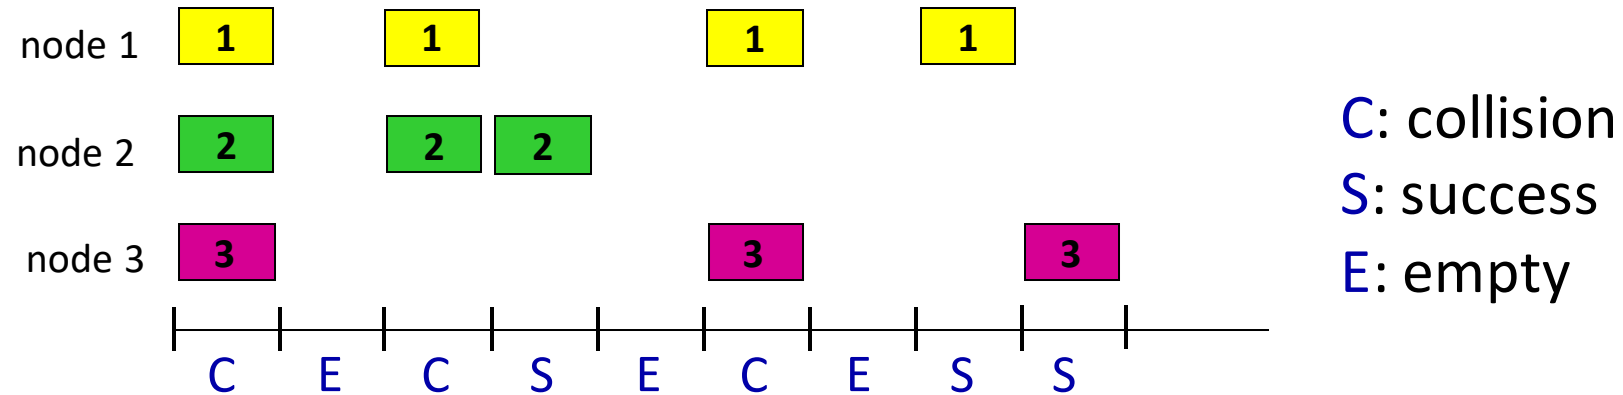 node 1 1 1 1 1
node 2 2 2 2
node 3 3 3 3
C E C S E C E S S
C: collision
S: success
E: empty